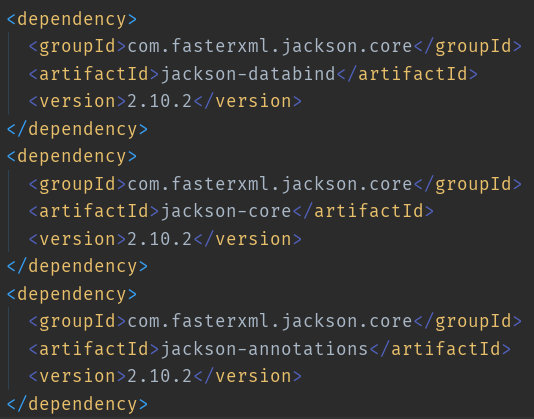 <dependency>
<groupId>com.fasterxml.jackson.core</groupId>
<artifactId>jackson-databind</artifactId>
<version>2.10.2</version>
</dependency>
<dependency>
<groupId>com.fasterxml.jackson.core</groupId>
<artifactId>jackson-core</artifactId>
<version>2.10.2</version>
</dependency>
<dependency>
<groupId>com.fasterxml.jackson.core</groupId>
<artifactId>jackson-annotations</artifactId>
<version>2.10.2</version>
</dependency>